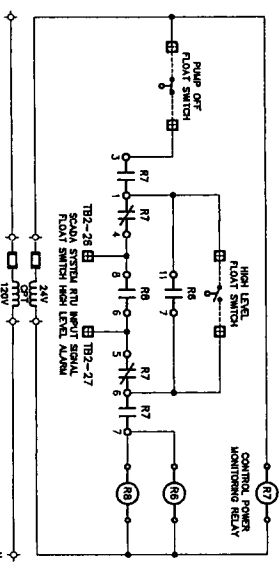 R7
CONTROL POWER
MONITORING RELAY
HIGH LEVEL
FLOAT SWITCH
R6
11 7
R6
PUMP OFF
FLOAT SWITCH
3 R7 1 R7 4 8 R6 6 5 R7 6 R7 7
R8
TB2-26 TB2-27
SCADA SYSTEM RTU INPUT SIGNAL
FLOAT SWITCH HIGH LEVEL ALARM
24V
CPT
120V